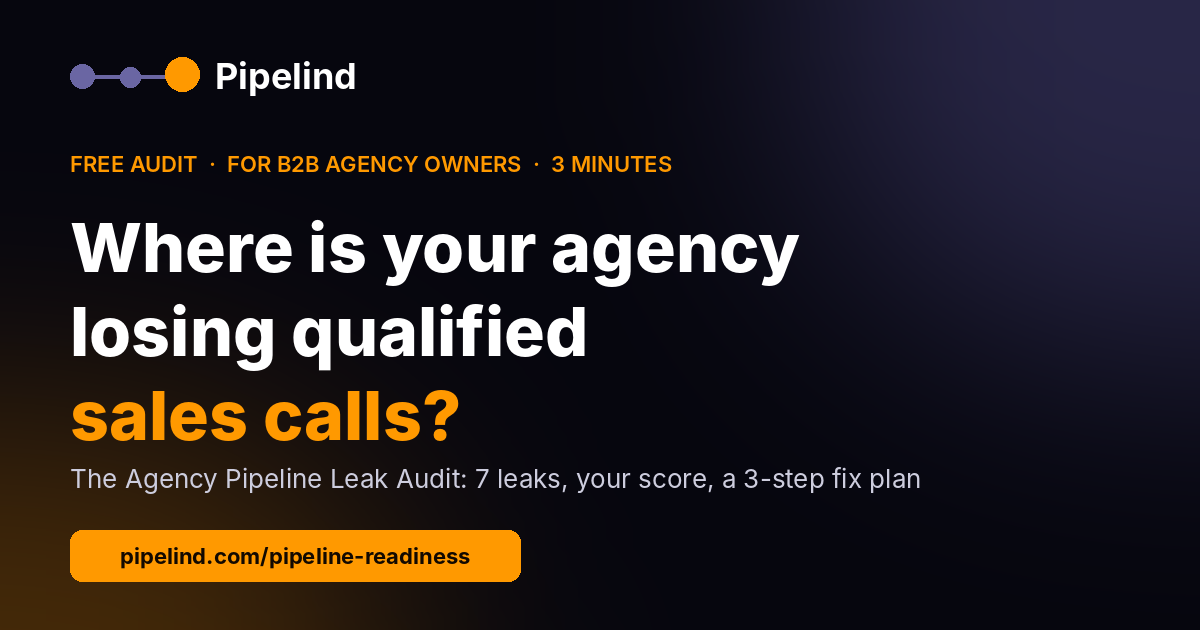 Pipelind
FREE AUDIT · FOR B2B AGENCY OWNERS · 3 MINUTES
Where is your agency
losing qualified
sales calls?
The Agency Pipeline Leak Audit: 7 leaks, your score, a 3-step fix plan
pipelind.com/pipeline-readiness